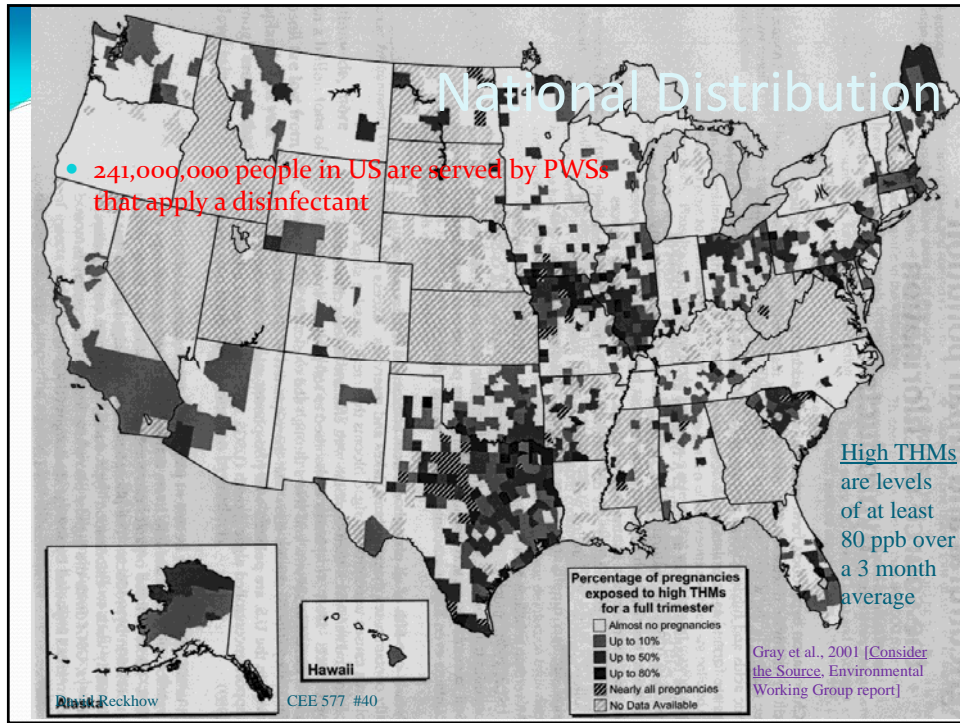 National Distribution
• 241,000,000 people in US are served by PWSs
that apply a disinfectant
High THMs
are levels
of at least
80 ppb over
a 3 month
average
Percentage of pregnancies
exposed to high THMs
for a full trimester
Almost no pregnancies
Up to 10%
Up to 50%
Up to 80%
Nearly all pregnancies
No Data Available
Gray et al., 2001 [Consider
the Source, Environmental
Working Group report]
Hawaii
Alaska
David Reckhow
CEE 577 #40